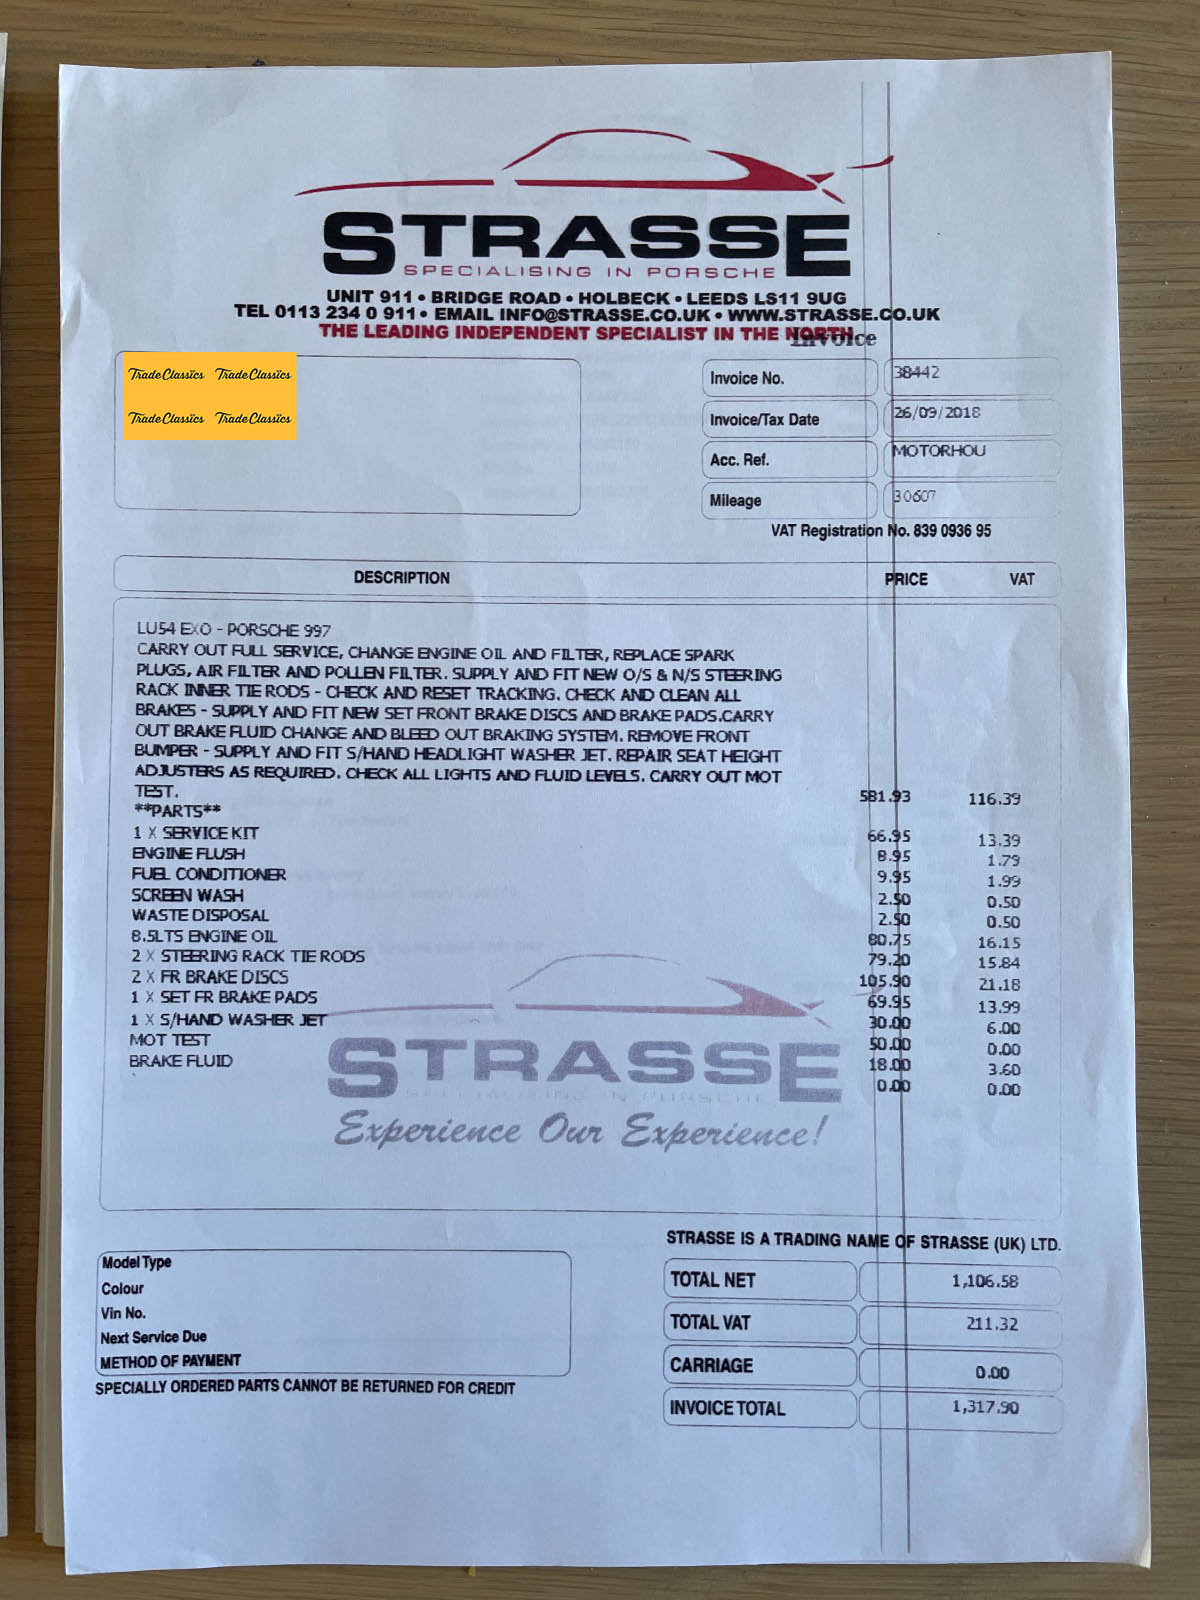 STRASSE
SPECIALISING IN PORSCHE
UNIT 911 • BRIDGE ROAD • HOLBECK • LEEDS LS11 9UG
TEL 0113 234 0 911 • EMAIL INFO@STRASSE.CO.UK • WWW.STRASSE.CO.UK
THE LEADING INDEPENDENT SPECIALIST IN THE NORTH
Invoice
TradeClassics TradeClassics
TradeClassics TradeClassics
Invoice No. 38442
Invoice/Tax Date 26/09/2018
Acc. Ref. MOTORHOU
Mileage 30607
VAT Registration No. 839 0936 95
DESCRIPTION PRICE VAT
LU54 EXO - PORSCHE 997
CARRY OUT FULL SERVICE, CHANGE ENGINE OIL AND FILTER, REPLACE SPARK
PLUGS, AIR FILTER AND POLLEN FILTER. SUPPLY AND FIT NEW O/S & N/S STEERING
RACK INNER TIE RODS - CHECK AND RESET TRACKING. CHECK AND CLEAN ALL
BRAKES - SUPPLY AND FIT NEW SET FRONT BRAKE DISCS AND BRAKE PADS.CARRY
OUT BRAKE FLUID CHANGE AND BLEED OUT BRAKING SYSTEM. REMOVE FRONT
BUMPER - SUPPLY AND FIT S/HAND HEADLIGHT WASHER JET. REPAIR SEAT HEIGHT
ADJUSTERS AS REQUIRED. CHECK ALL LIGHTS AND FLUID LEVELS. CARRY OUT MOT
TEST. 581.93 116.39
**PARTS**
1 X SERVICE KIT 66.95 13.39
ENGINE FLUSH 8.95 1.79
FUEL CONDITIONER 9.95 1.99
SCREEN WASH 2.50 0.50
WASTE DISPOSAL 2.50 0.50
8.5LTS ENGINE OIL 80.75 16.15
2 X STEERING RACK TIE RODS 79.20 15.84
2 X FR BRAKE DISCS 105.90 21.18
1 X SET FR BRAKE PADS 69.95 13.99
1 X S/HAND WASHER JET 30.00 6.00
MOT TEST 50.00 0.00
BRAKE FLUID 18.00 3.60
0.00 0.00
STRASSE
SPECIALISING IN PORSCHE
Experience Our Experience!
STRASSE IS A TRADING NAME OF STRASSE (UK) LTD.
Model Type
Colour
Vin No.
Next Service Due
METHOD OF PAYMENT
SPECIALLY ORDERED PARTS CANNOT BE RETURNED FOR CREDIT
TOTAL NET 1,106.58
TOTAL VAT 211.32
CARRIAGE 0.00
INVOICE TOTAL 1,317.90